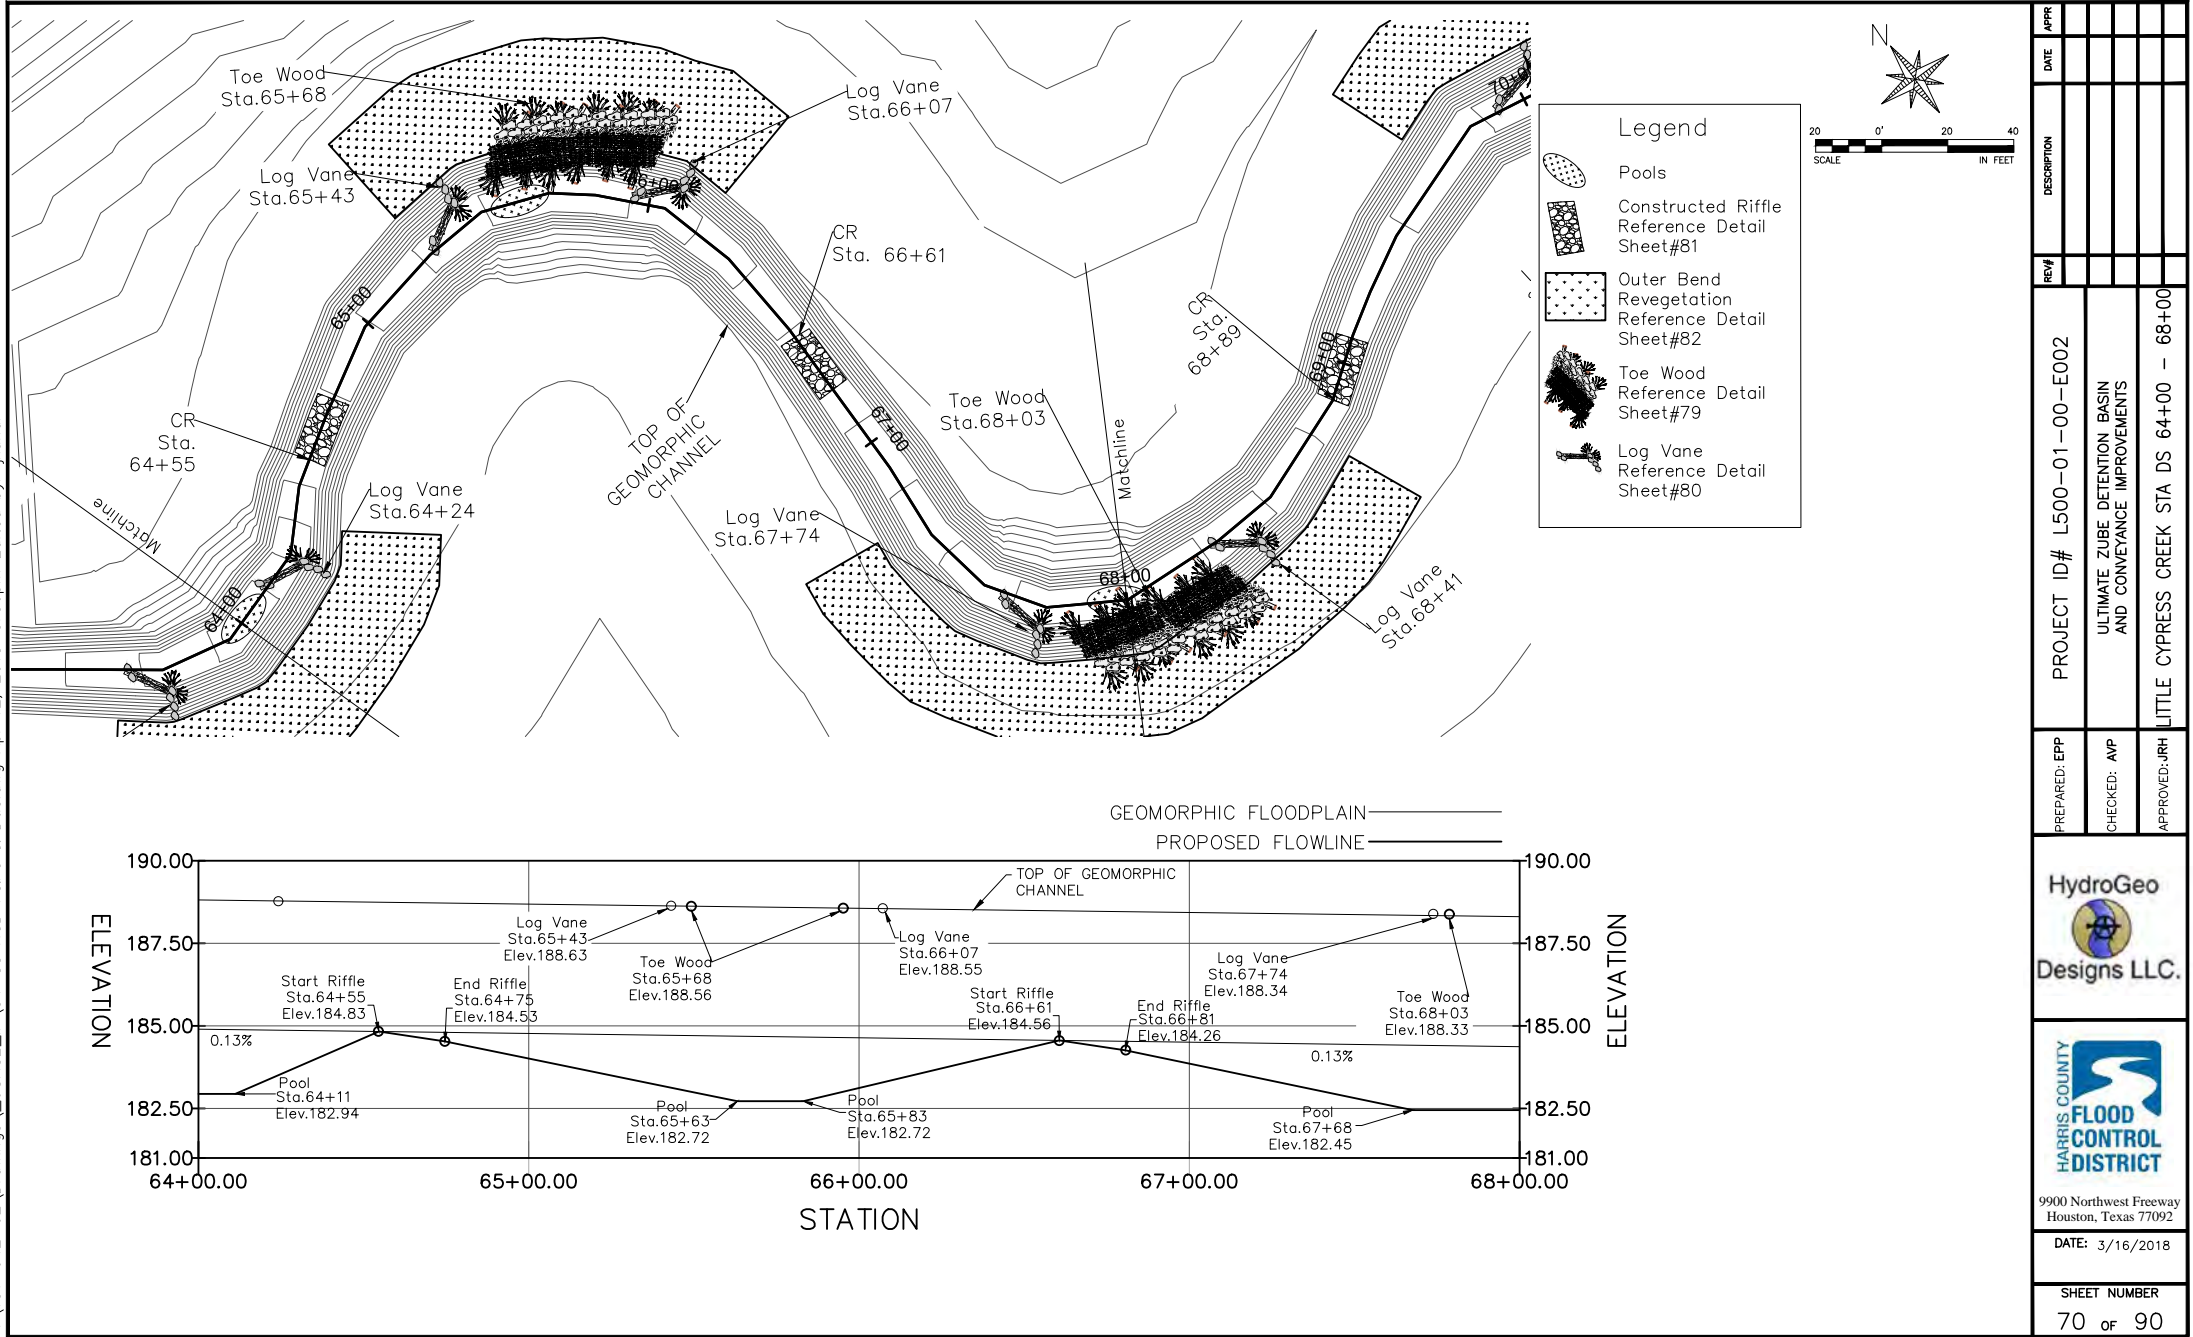 Toe Wood
Sta.65+68
Log Vane
Sta.66+07
Log Vane
Sta.65+43
CR
Sta. 66+61
65+00
66+00
CR
Sta.
64+55
Matchline
Log Vane
Sta.64+24
64+00
TOP OF
GEOMORPHIC
CHANNEL
67+00
Toe Wood
Sta.68+03
Log Vane
Sta.67+74
Matchline
68+00
CR
Sta.
68+89
69+00
Log Vane
Sta.68+41
N
Legend
Pools
Constructed Riffle
Reference Detail
Sheet#81
Outer Bend
Revegetation
Reference Detail
Sheet#82
Toe Wood
Reference Detail
Sheet#79
Log Vane
Reference Detail
Sheet#80
20 0' 20 40
SCALE IN FEET
GEOMORPHIC FLOODPLAIN
PROPOSED FLOWLINE
ELEVATION
190.00
187.50
185.00
182.50
181.00
TOP OF GEOMORPHIC
CHANNEL
Log Vane
Sta.65+43
Elev.188.63
Toe Wood
Sta.65+68
Elev.188.56
Log Vane
Sta.66+07
Elev.188.55
Log Vane
Sta.67+74
Elev.188.34
Toe Wood
Sta.68+03
Elev.188.33
Start Riffle
Sta.64+55
Elev.184.83
End Riffle
Sta.64+75
Elev.184.53
Start Riffle
Sta.66+61
Elev.184.56
End Riffle
Sta.66+81
Elev.184.26
0.13%
0.13%
Pool
Sta.64+11
Elev.182.94
Pool
Sta.65+63
Elev.182.72
Pool
Sta.65+83
Elev.182.72
Pool
Sta.67+68
Elev.182.45
190.00
187.50
185.00
182.50
181.00
ELEVATION
64+00.00 65+00.00 66+00.00 67+00.00 68+00.00
STATION
APPR
DATE
DESCRIPTION
REV#
PROJECT ID# L500-01-00-E002
ULTIMATE ZUBE DETENTION BASIN
AND CONVEYANCE IMPROVEMENTS
LITTLE CYPRESS CREEK STA DS 64+00 - 68+00
PREPARED: EPP
CHECKED: AVP
APPROVED: JRH
HydroGeo
Designs LLC.
HARRIS COUNTY
FLOOD
CONTROL
DISTRICT
9900 Northwest Freeway
Houston, Texas 77092
DATE: 3/16/2018
SHEET NUMBER
70 OF 90